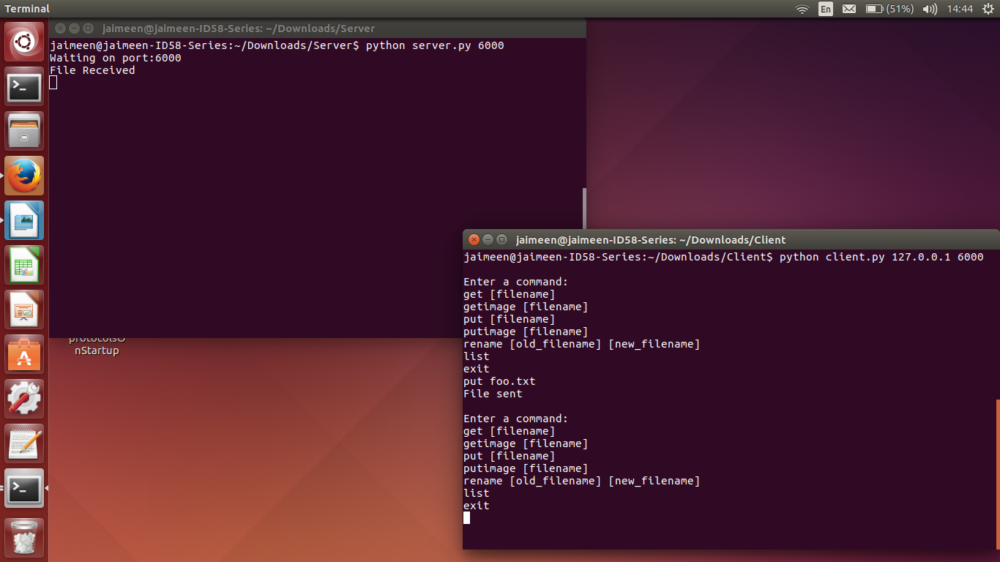 Terminal
En
(51%)
14:44
jaimeen@jaimeen-ID58-Series: ~/Downloads/Server
jaimeen@jaimeen-ID58-Series:~/Downloads/Server$ python server.py 6000
Waiting on port:6000
File Received
protocolsO
nStartup
jaimeen@jaimeen-ID58-Series: ~/Downloads/Client
jaimeen@jaimeen-ID58-Series:~/Downloads/Client$ python client.py 127.0.0.1 6000
Enter a command:
get [filename]
getimage [filename]
put [filename]
putimage [filename]
rename [old_filename] [new_filename]
list
exit
put foo.txt
File sent
Enter a command:
get [filename]
getimage [filename]
put [filename]
putimage [filename]
rename [old_filename] [new_filename]
list
exit